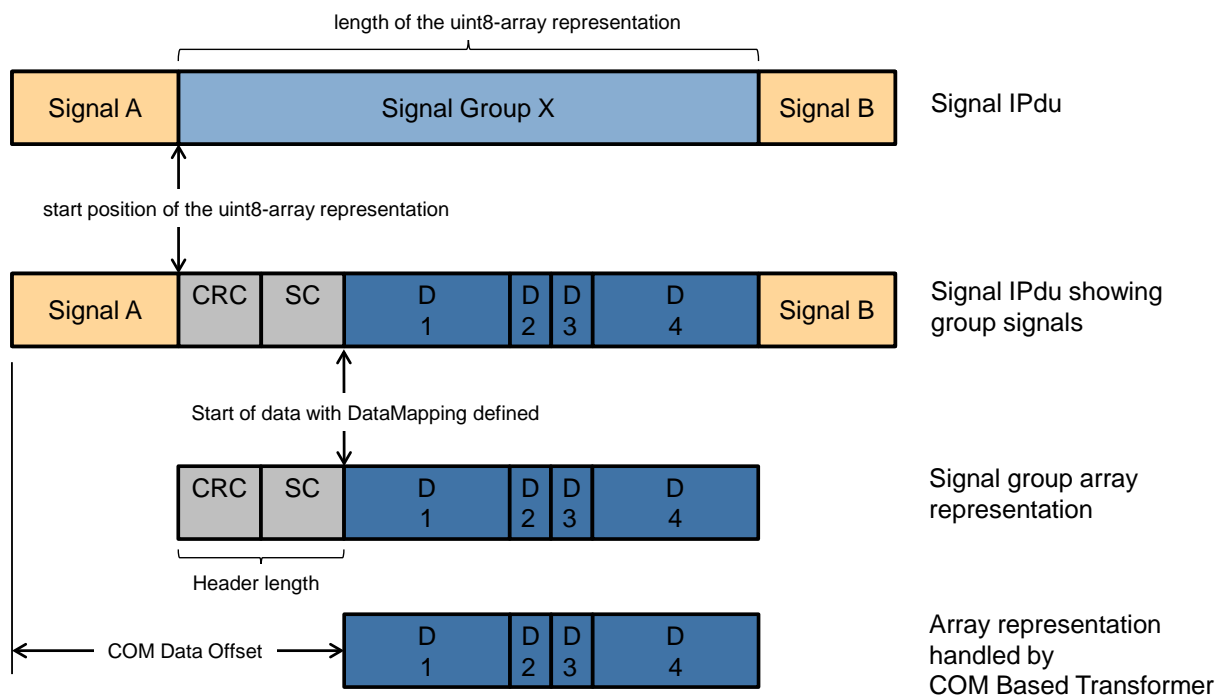 length of the uint8-array representation
Signal A
Signal Group X
Signal B
Signal IPdu
start position of the uint8-array representation
Signal A
CRC
SC
D
1
D
2
D
3
D
4
Signal B
Signal IPdu showing
group signals
Start of data with DataMapping defined
CRC
SC
D
1
D
2
D
3
D
4
Signal group array
representation
Header length
COM Data Offset
D
1
D
2
D
3
D
4
Array representation
handled by
COM Based Transformer